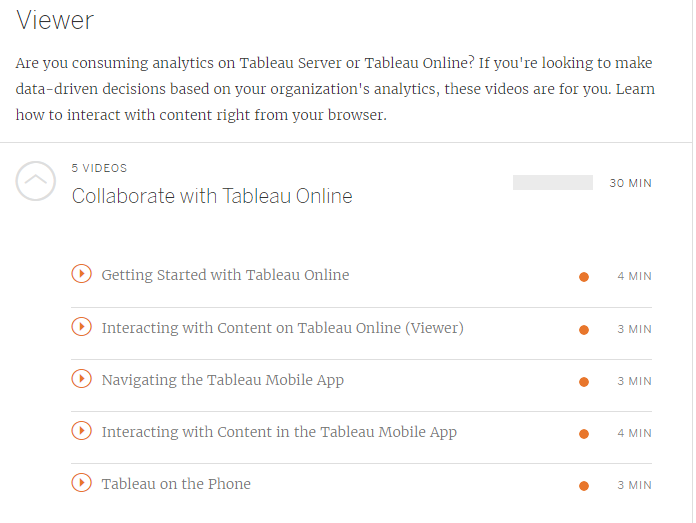 Viewer
Are you consuming analytics on Tableau Server or Tableau Online? If you're looking to make
data-driven decisions based on your organization's analytics, these videos are for you. Learn
how to interact with content right from your browser.
5 VIDEOS
Collaborate with Tableau Online
30 MIN
Getting Started with Tableau Online
4 MIN
Interacting with Content on Tableau Online (Viewer)
3 MIN
Navigating the Tableau Mobile App
3 MIN
Interacting with Content in the Tableau Mobile App
4 MIN
Tableau on the Phone
3 MIN